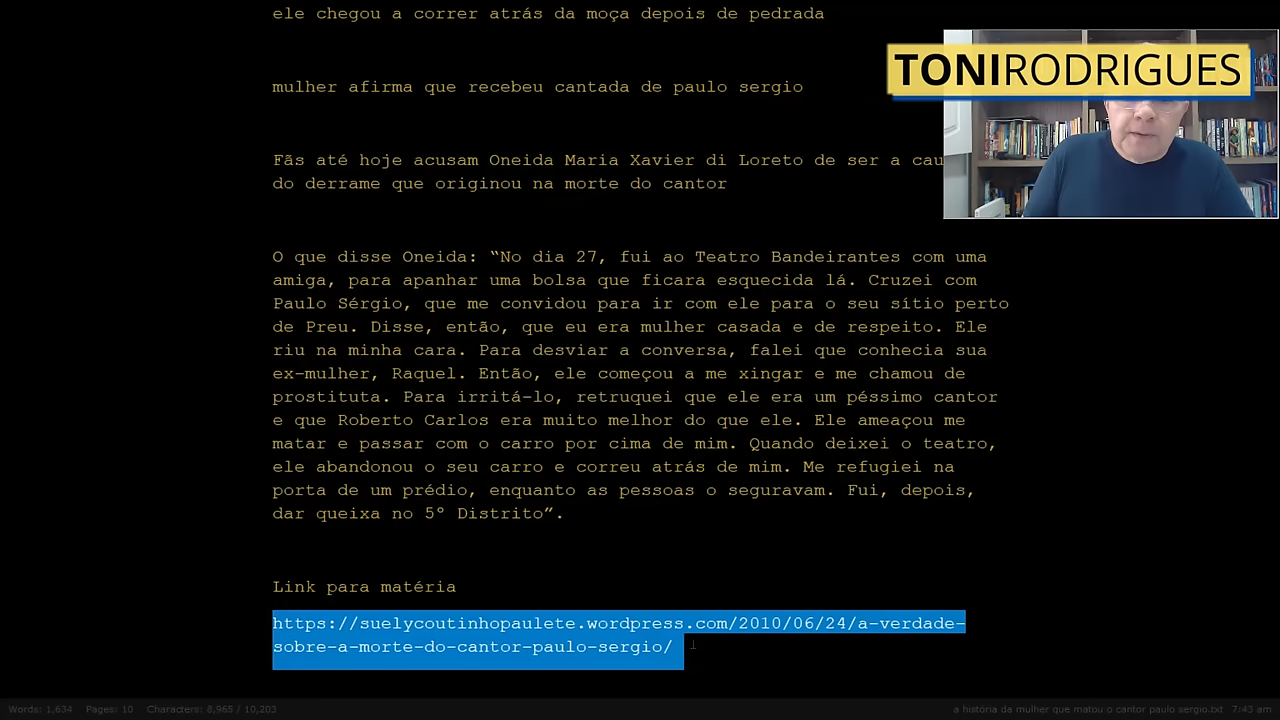 ele chegou a correr atrás da moça depois de pedrada
TONIRODRIGUES
mulher afirma que recebeu cantada de paulo sergio
Fãs até hoje acusam Oneida Maria Xavier di Loreto de ser a
do derrame que originou na morte do cantor
O que disse Oneida: “No dia 27, fui ao Teatro Bandeirantes com uma
amiga, para apanhar uma bolsa que ficara esquecida lá. Cruzei com
Paulo Sérgio, que me convidou para ir com ele para o seu sítio perto
de Preu. Disse, então, que eu era mulher casada e de respeito. Ele
riu na minha cara. Para desviar a conversa, falei que conhecia sua
ex-mulher, Raquel. Então, ele começou a me xingar e me chamou de
prostituta. Para irritá-lo, retruquei que ele era um péssimo cantor
e que Roberto Carlos era muito melhor do que ele. Ele ameaçou me
matar e passar com o carro por cima de mim. Quando deixei o teatro,
ele abandonou o seu carro e correu atrás de mim. Me refugiei na
porta de um prédio, enquanto as pessoas o seguravam. Fui, depois,
dar queixa no 5º Distrito”.
Link para matéria
https://suelycoutinhopaulete.wordpress.com/2010/06/24/a-verdade-
sobre-a-morte-do-cantor-paulo-sergio/
Words: 1,634 Pages: 10 Characters: 8,965 / 10,203
a história da mulher que matou o cantor paulo sergio.txt 7:43 am